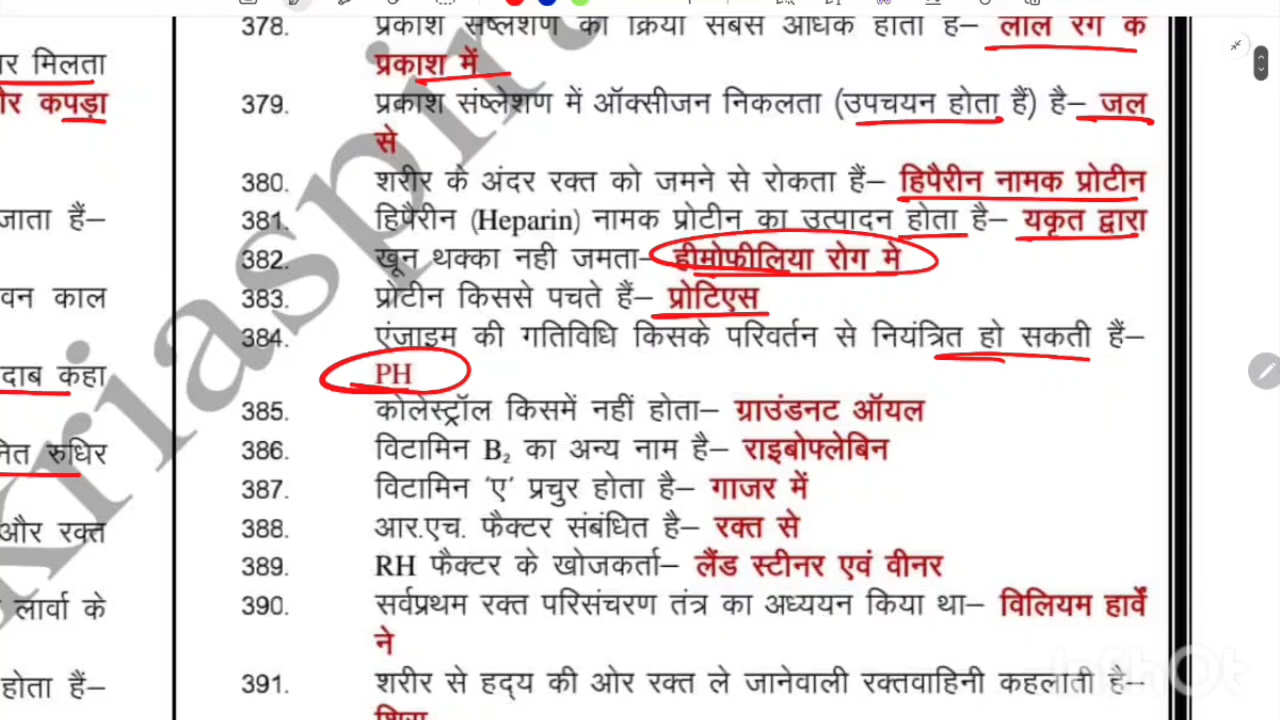 र मिलता
और कपड़ा
जाता हैं–
वन काल
दाब कहा
नित रुधिर
और रक्त
लार्वा के
होता हैं–
378. प्रकाश संष्लेशण की क्रिया सबसे अधिक होती है– लाल रंग के
प्रकाश में
379. प्रकाश संष्लेशण में ऑक्सीजन निकलता (उपचयन होता हैं) है– जल
से
380. शरीर के अंदर रक्त को जमने से रोकता हैं– हिपैरीन नामक प्रोटीन
381. हिपैरीन (Heparin) नामक प्रोटीन का उत्पादन होता है– यकृत द्वारा
382. खून थक्का नही जमता– हीमोफीलिया रोग मे
383. प्रोटीन किससे पचते हैं– प्रोटिएस
384. एंजाइम की गतिविधि किसके परिवर्तन से नियंत्रित हो सकती हैं–
PH
385. कोलेस्ट्रॉल किसमें नहीं होता– ग्राउंडनट ऑयल
386. विटामिन B₂ का अन्य नाम है– राइबोफ्लेबिन
387. विटामिन ‘ए’ प्रचुर होता है– गाजर में
388. आर.एच. फैक्टर संबंधित है– रक्त से
389. RH फैक्टर के खोजकर्ता– लैंड स्टीनर एवं वीनर
390. सर्वप्रथम रक्त परिसंचरण तंत्र का अध्ययन किया था– विलियम हार्वे
ने
391. शरीर से हद्य की ओर रक्त ले जानेवाली रक्तवाहिनी कहलाती है–
शिरा